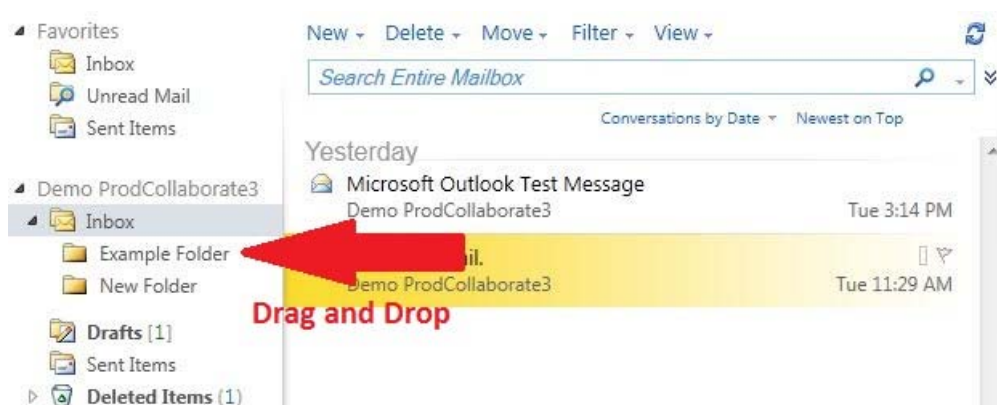 Favorites
Inbox
Unread Mail
Sent Items
Demo ProdCollaborate3
Inbox
Example Folder
New Folder
Drafts [1]
Sent Items
Deleted Items (1)
New Delete Move Filter View
Search Entire Mailbox
Conversations by Date Newest on Top
Yesterday
Microsoft Outlook Test Message
Demo ProdCollaborate3 Tue 3:14 PM
Demo ProdCollaborate3 Tue 11:29 AM
Drag and Drop